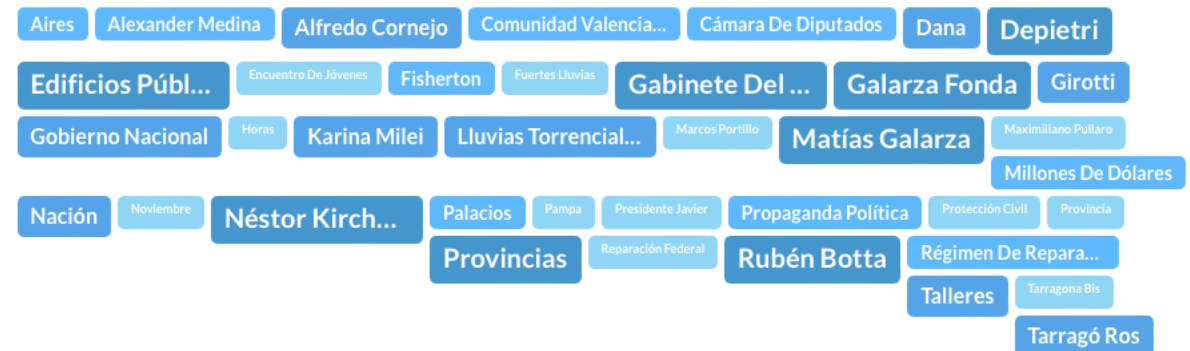 Aires Alexander Medina Alfredo Cornejo Comunidad Valencia... Cámara De Diputados Dana Depietri
Edificios Públ... Encuentro De Jóvenes Fisherton Fuertes Lluvias Gabinete Del ... Galarza Fonda Girotti
Gobierno Nacional Horas Karina Milei Lluvias Torrencial... Marcos Portillo Matías Galarza Maximiliano Pullaro
Millones De Dólares
Nación Noviembre Néstor Kirch... Palacios Pampa Presidente Javier Propaganda Política Protección Civil Provincia
Provincias Reparación Federal Rubén Botta Régimen De Repara...
Talleres Tarragona Bis
Tarragó Ros